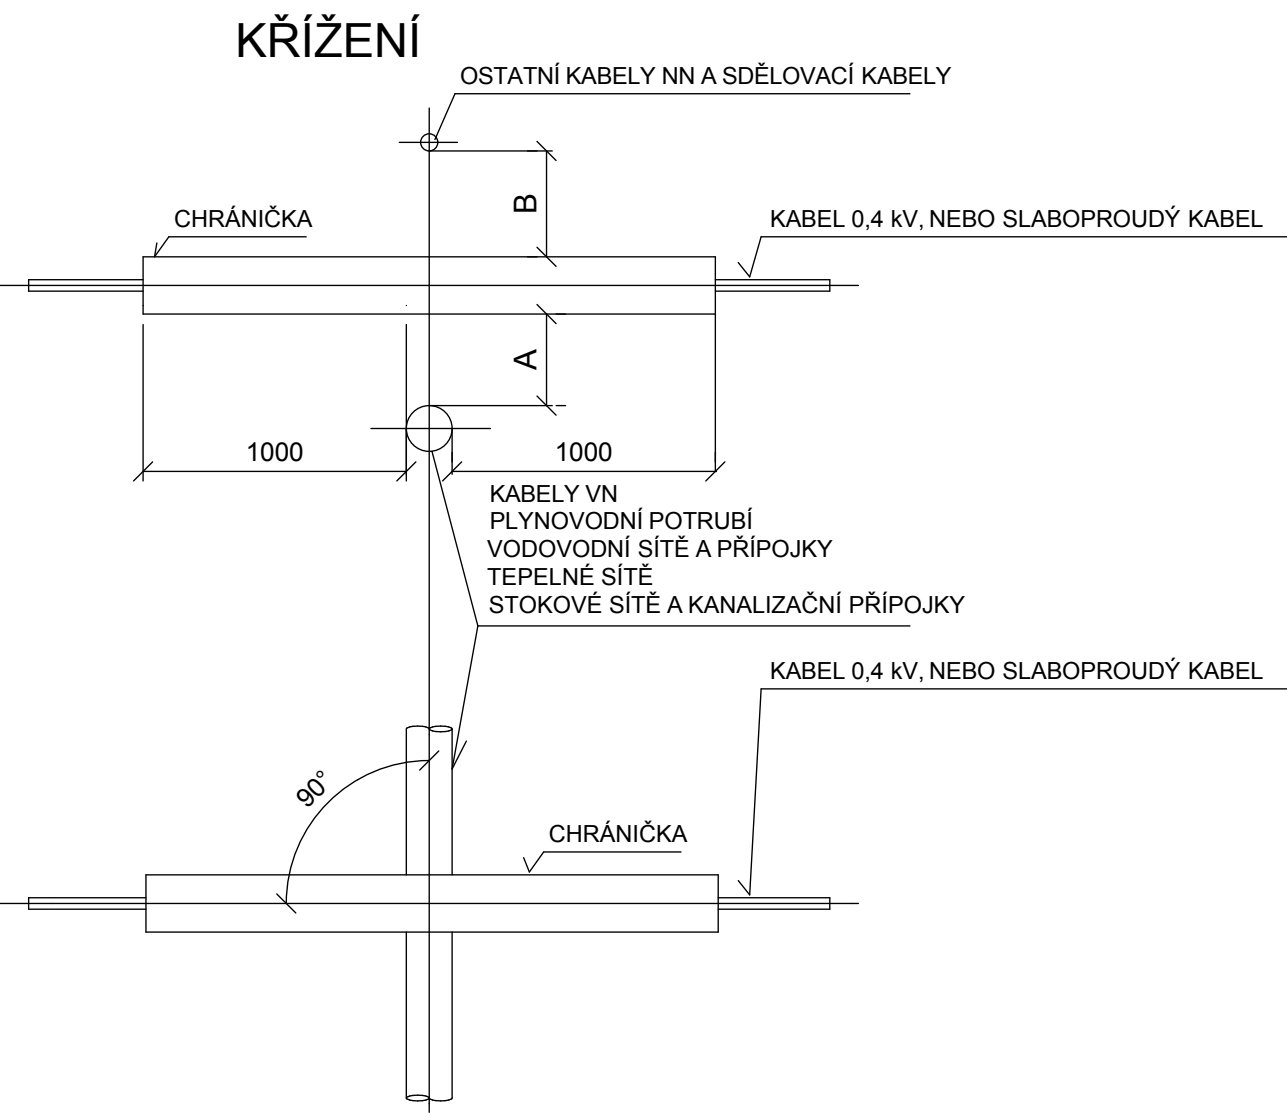 KŘÍŽENÍ
OSTATNÍ KABELY NN A SDĚLOVACÍ KABELY
B
CHRÁNIČKA
KABEL 0,4 kV, NEBO SLABOPROUDÝ KABEL
A
1000
1000
KABELY VN
PLYNOVODNÍ POTRUBÍ
VODOVODNÍ SÍTĚ A PŘÍPOJKY
TEPELNÉ SÍTĚ
STOKOVÉ SÍTĚ A KANALIZAČNÍ PŘÍPOJKY
KABEL 0,4 kV, NEBO SLABOPROUDÝ KABEL
90°
CHRÁNIČKA